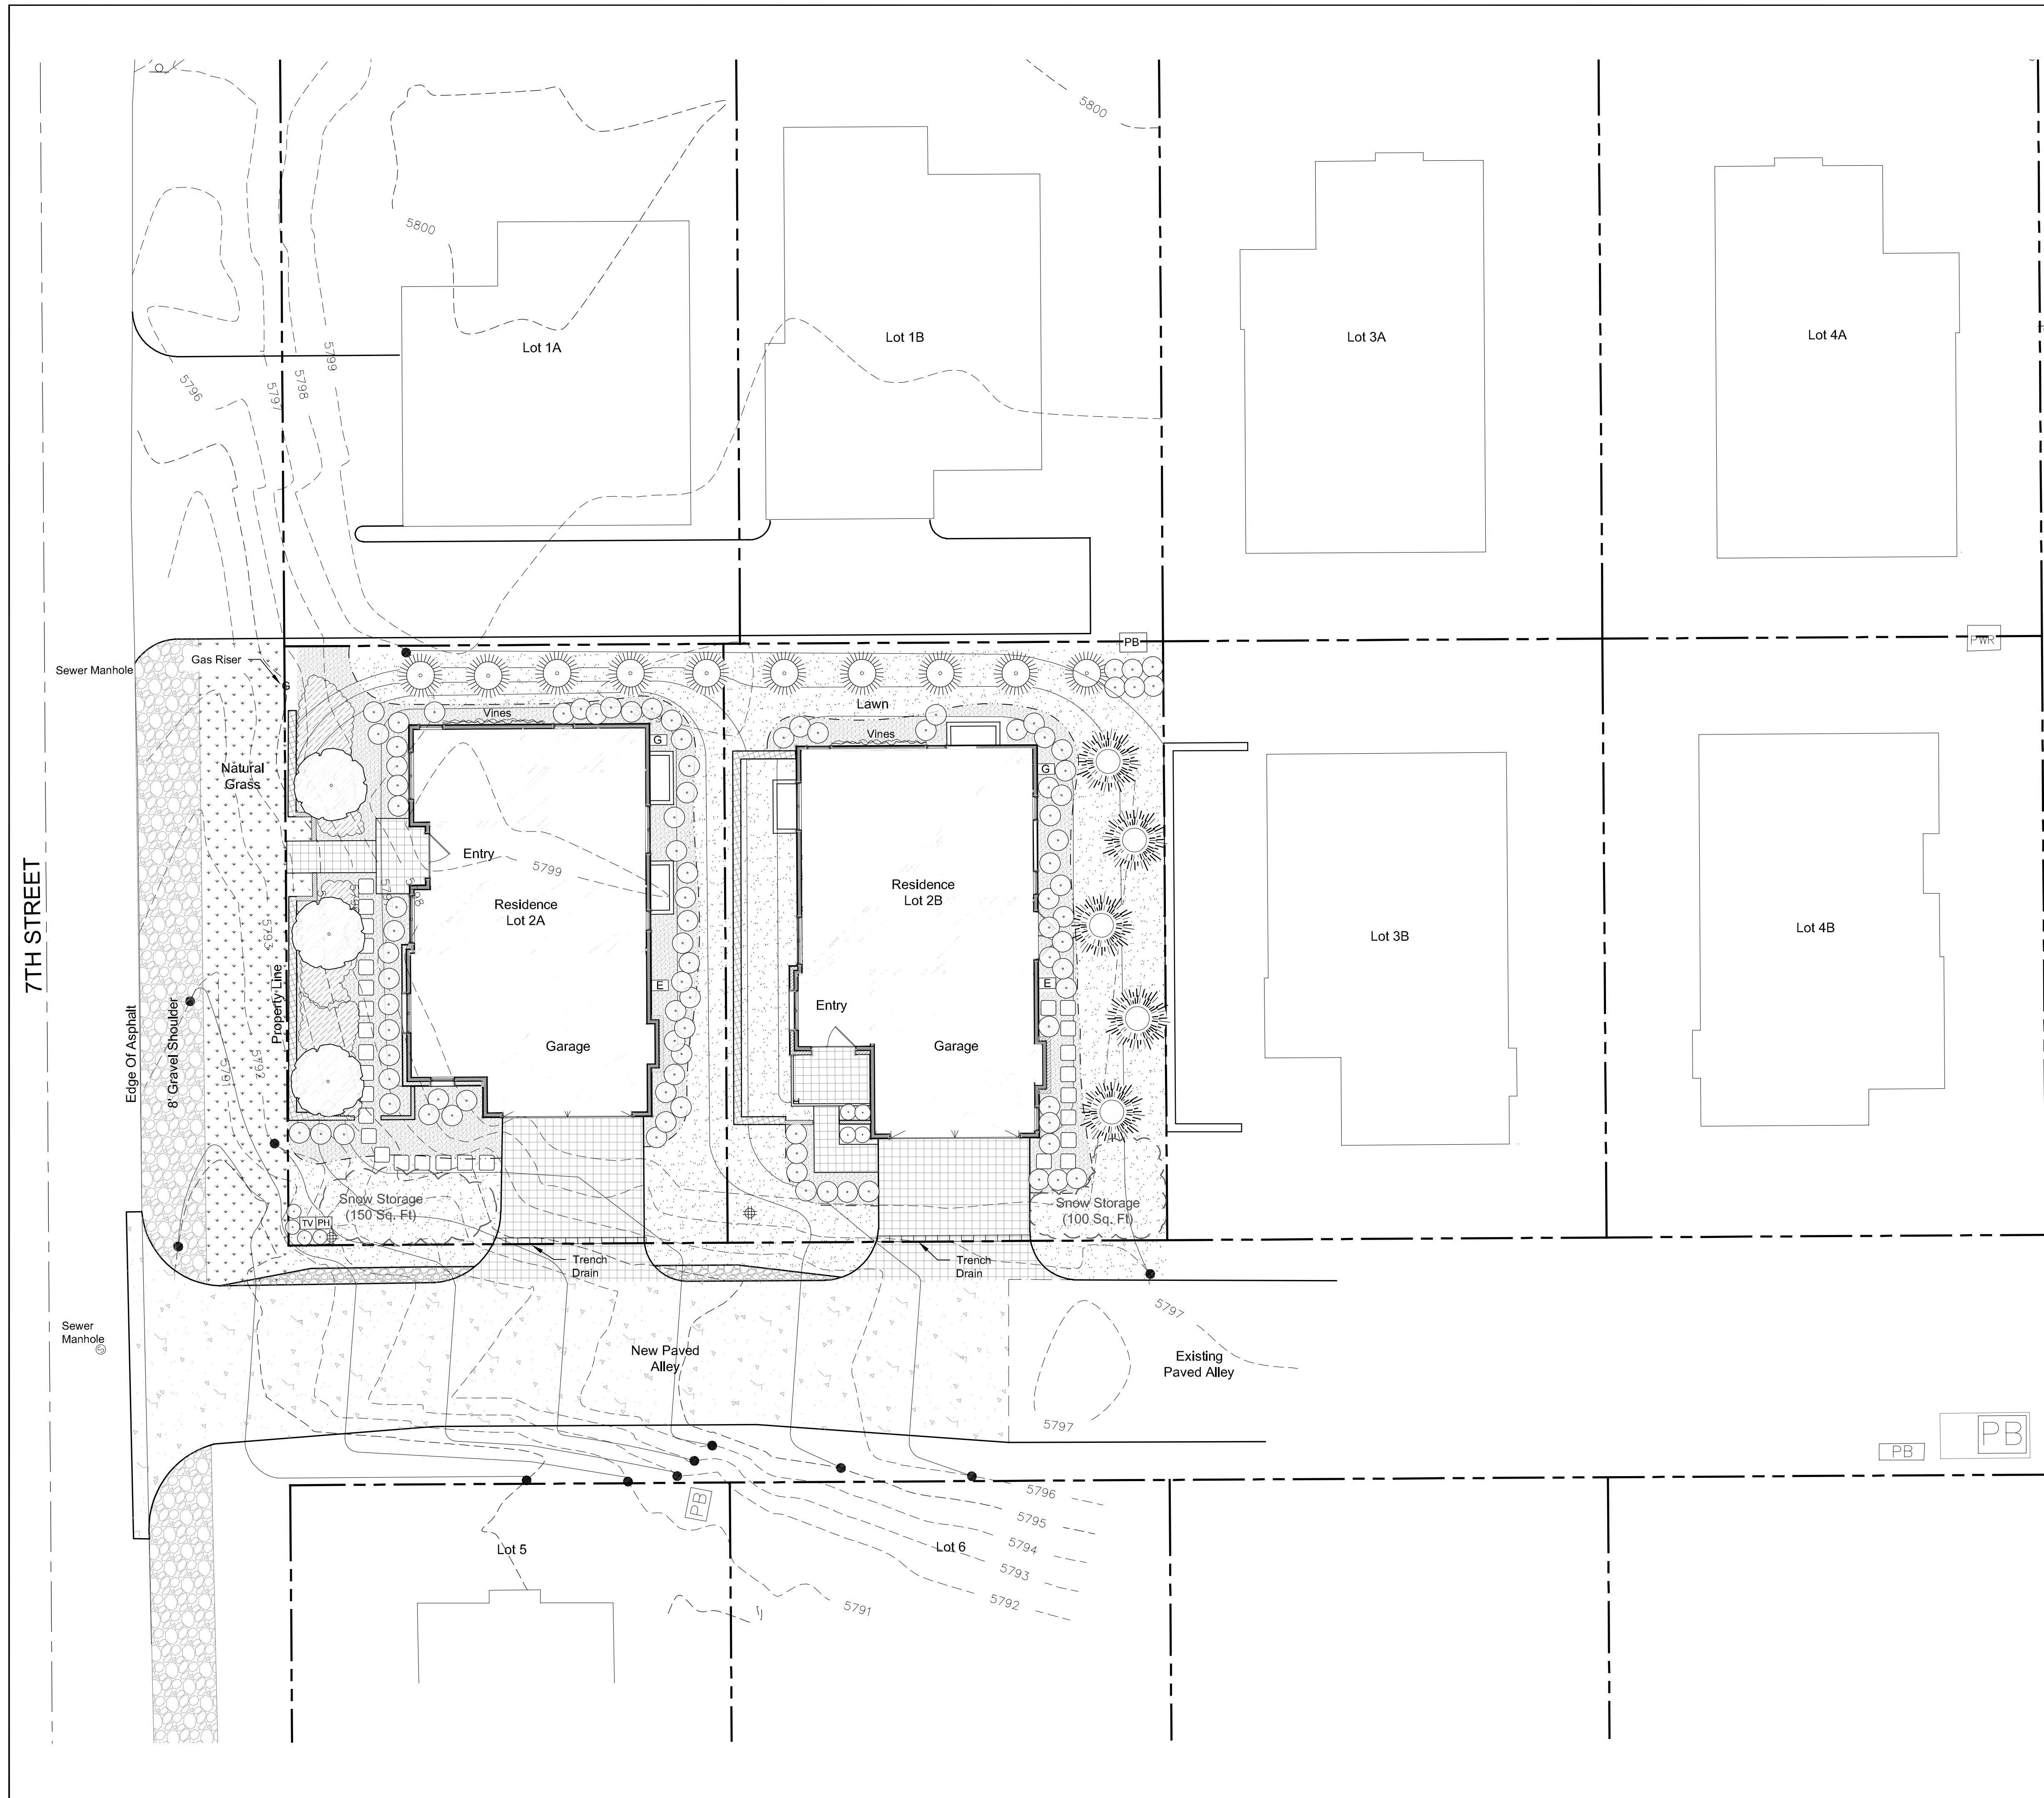 5800
5800
Lot 1A
Lot 1B
Lot 3A
Lot 4A
5799
5798
5797
5796
PB
PWR
Sewer Manhole
Gas Riser
G
Lawn
Vines
Vines
G
G
Natural
Grass
Entry
5799
Residence
Lot 2A
Residence
Lot 2B
7TH STREET
Edge Of Asphalt
8' Gravel Shoulder
Property Line
5793
5792
5791
Lot 3B
Lot 4B
E
E
Entry
Garage
Garage
Snow Storage
(150 Sq. Ft)
Snow Storage
(100 Sq. Ft)
TV
PH
Trench
Drain
Trench
Drain
5797
Sewer
Manhole
S
New Paved
Alley
Existing
Paved Alley
5797
PB
PB
PB
5796
5795
5794
5793
5792
5791
Lot 5
Lot 6